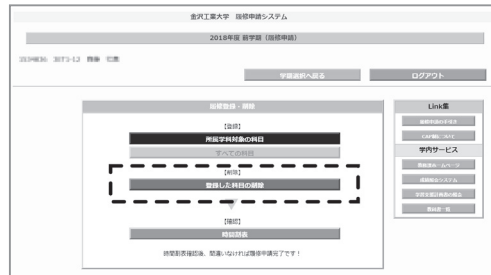 金沢工業大学 履修申請システム
2018年度 前学期（履修申請）
学期選択へ戻る
ログアウト
履修登録・削除
【登録】
所属学科対象の科目
すべての科目
【削除】
登録した科目の削除
【確認】
時間割表
時間割表確認後、間違いなければ履修申請完了です！
Link集
学内サービス
教員一覧